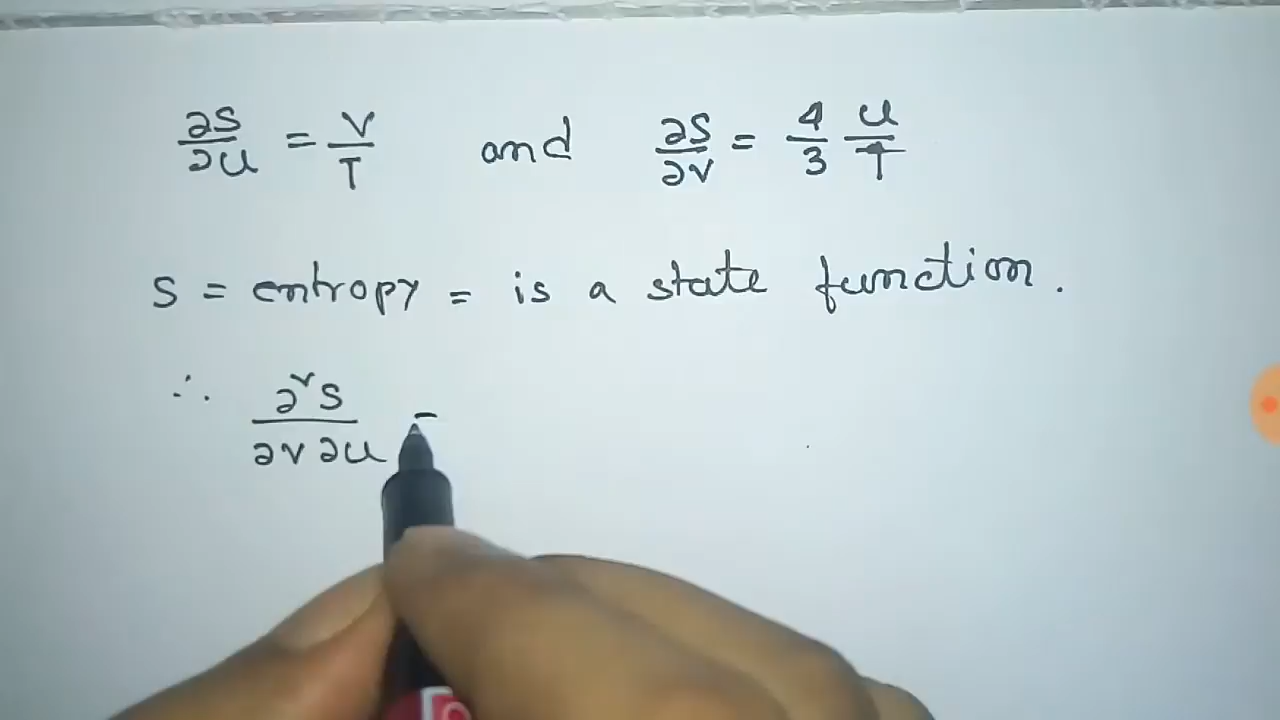 ∂S/∂u = V/T and ∂S/∂v = 4/3 u/T
S = entropy = is a state function.
∴ ∂²S/∂v∂u =